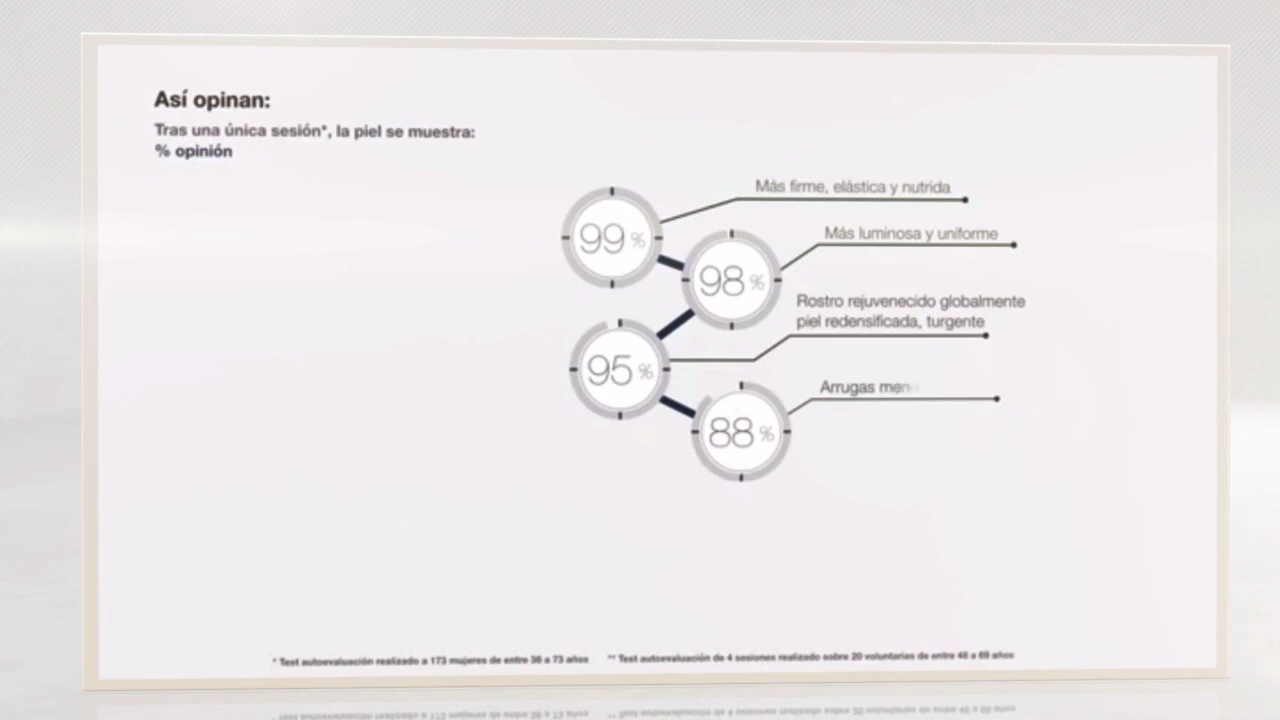 Así opinan:
Tras una única sesión*, la piel se muestra:
% opinión
99 %
Más firme, elástica y nutrida
98 %
Más luminosa y uniforme
95 %
Rostro rejuvenecido globalmente
piel redensificada, turgente
88 %
Arrugas men
* Test autoevaluación realizado a 173 mujeres de entre 36 a 73 años
** Test autoevaluación de 4 sesiones realizado sobre 20 voluntarias de entre 48 a 69 años